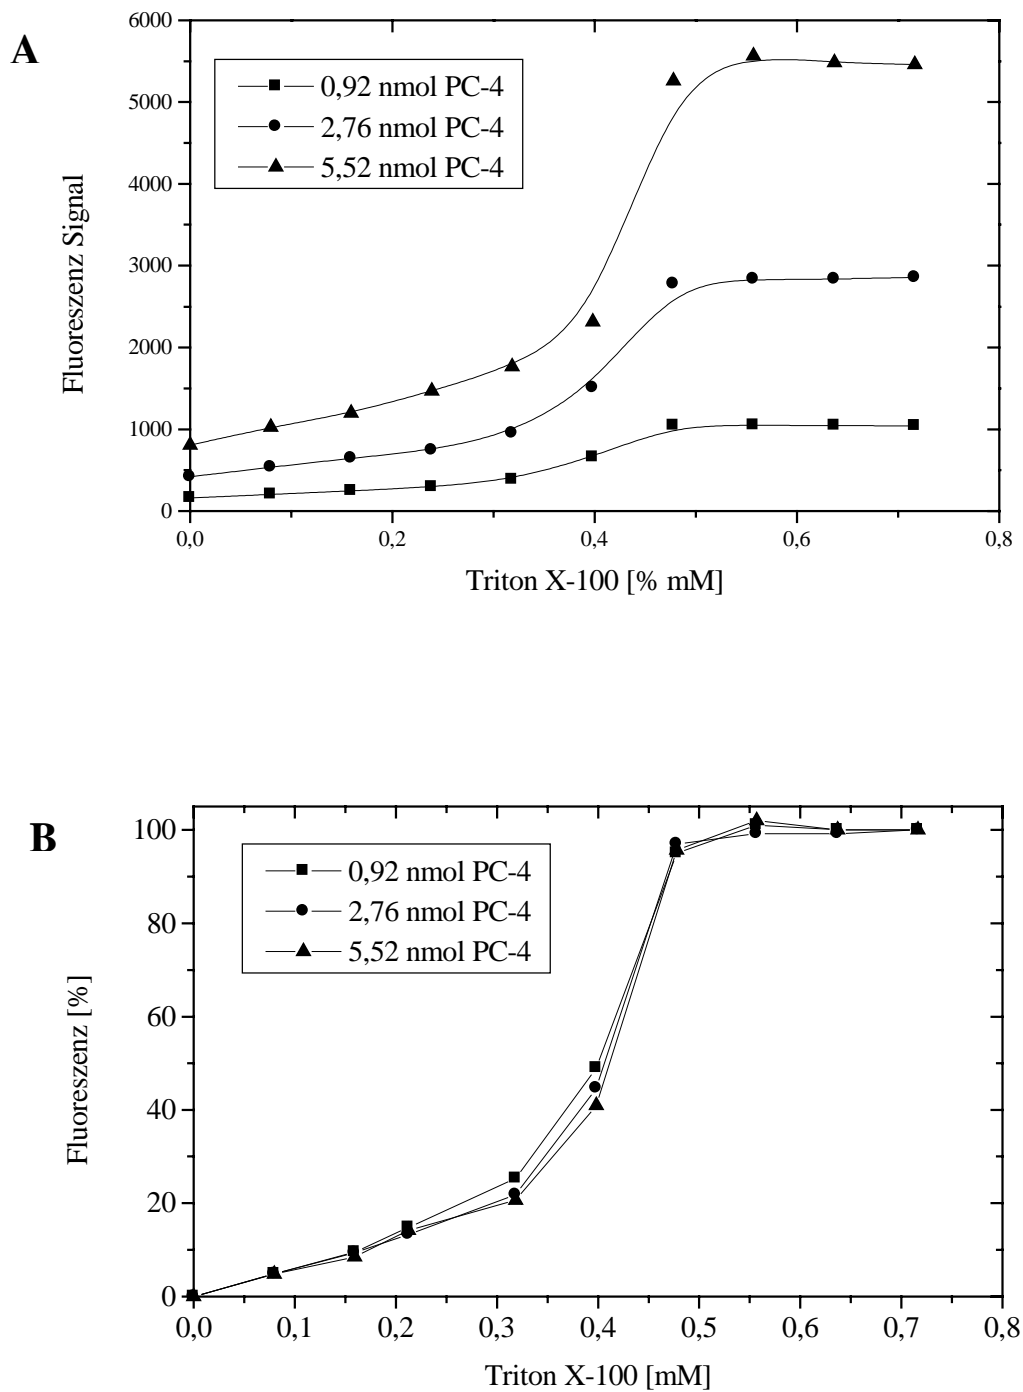 A
6000
5000
4000
3000
2000
1000
0
Fluoreszenz Signal
0,92 nmol PC-4
2,76 nmol PC-4
5,52 nmol PC-4
0,0 0,2 0,4 0,6 0,8
Triton X-100 [% mM]
B
100
80
60
40
20
0
Fluoreszenz [%]
0,92 nmol PC-4
2,76 nmol PC-4
5,52 nmol PC-4
0,0 0,1 0,2 0,3 0,4 0,5 0,6 0,7 0,8
Triton X-100 [mM]